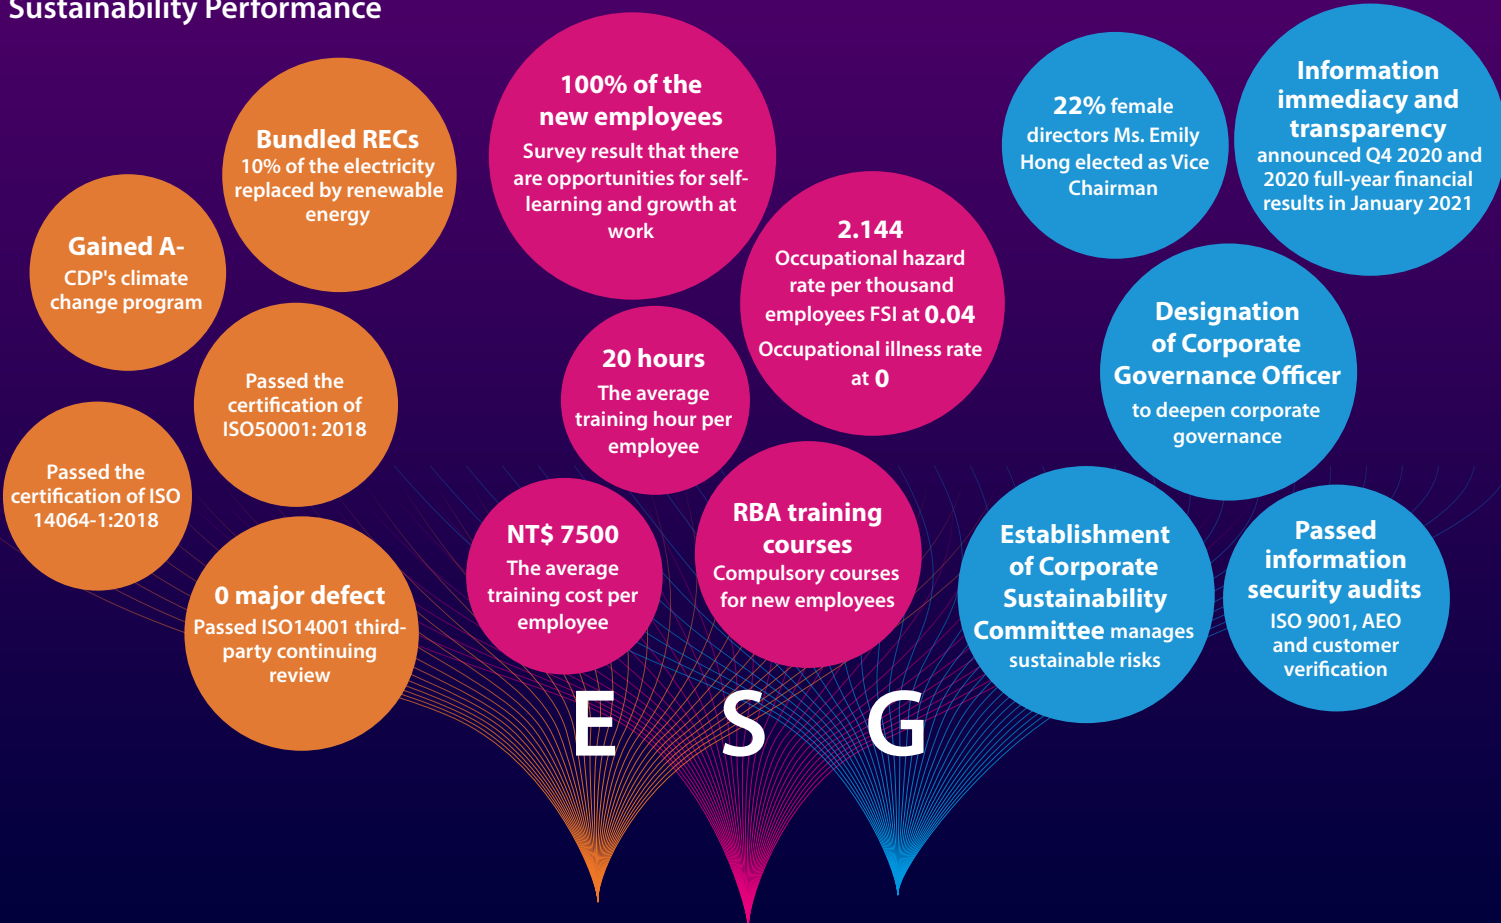 Sustainability Performance
Bundled RECs
10% of the electricity
replaced by renewable
energy
Gained A-
CDP's climate
change program
Passed the
certification of
ISO50001: 2018
Passed the
certification of ISO
14064-1:2018
0 major defect
Passed ISO14001 third-
party continuing
review
100% of the
new employees
Survey result that there
are opportunities for self-
learning and growth at
work
2.144
Occupational hazard
rate per thousand
employees FSI at 0.04
Occupational illness rate
at 0
20 hours
The average
training hour per
employee
NT$ 7500
The average
training cost per
employee
RBA training
courses
Compulsory courses
for new employees
22% female
directors Ms. Emily
Hong elected as Vice
Chairman
Information
immediacy and
transparency
announced Q4 2020 and
2020 full-year financial
results in January 2021
Designation
of Corporate
Governance Officer
to deepen corporate
governance
Establishment
of Corporate
Sustainability
Committee manages
sustainable risks
Passed
information
security audits
ISO 9001, AEO
and customer
verification
E S G